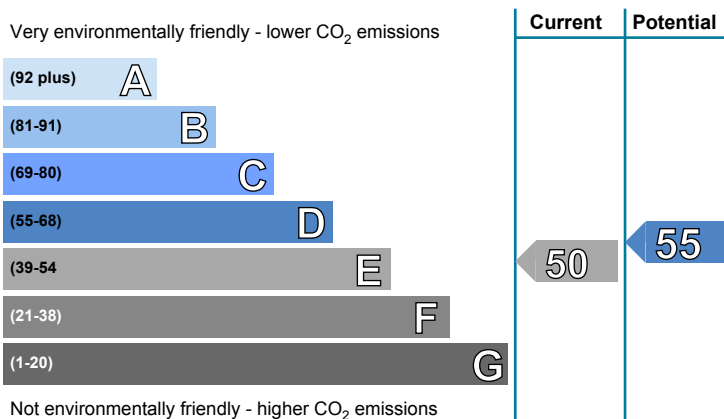 Very environmentally friendly - lower CO2 emissions
Current
Potential
(92 plus) A
(81-91) B
(69-80) C
(55-68) D
(39-54 E
(21-38) F
(1-20) G
50
55
Not environmentally friendly - higher CO2 emissions